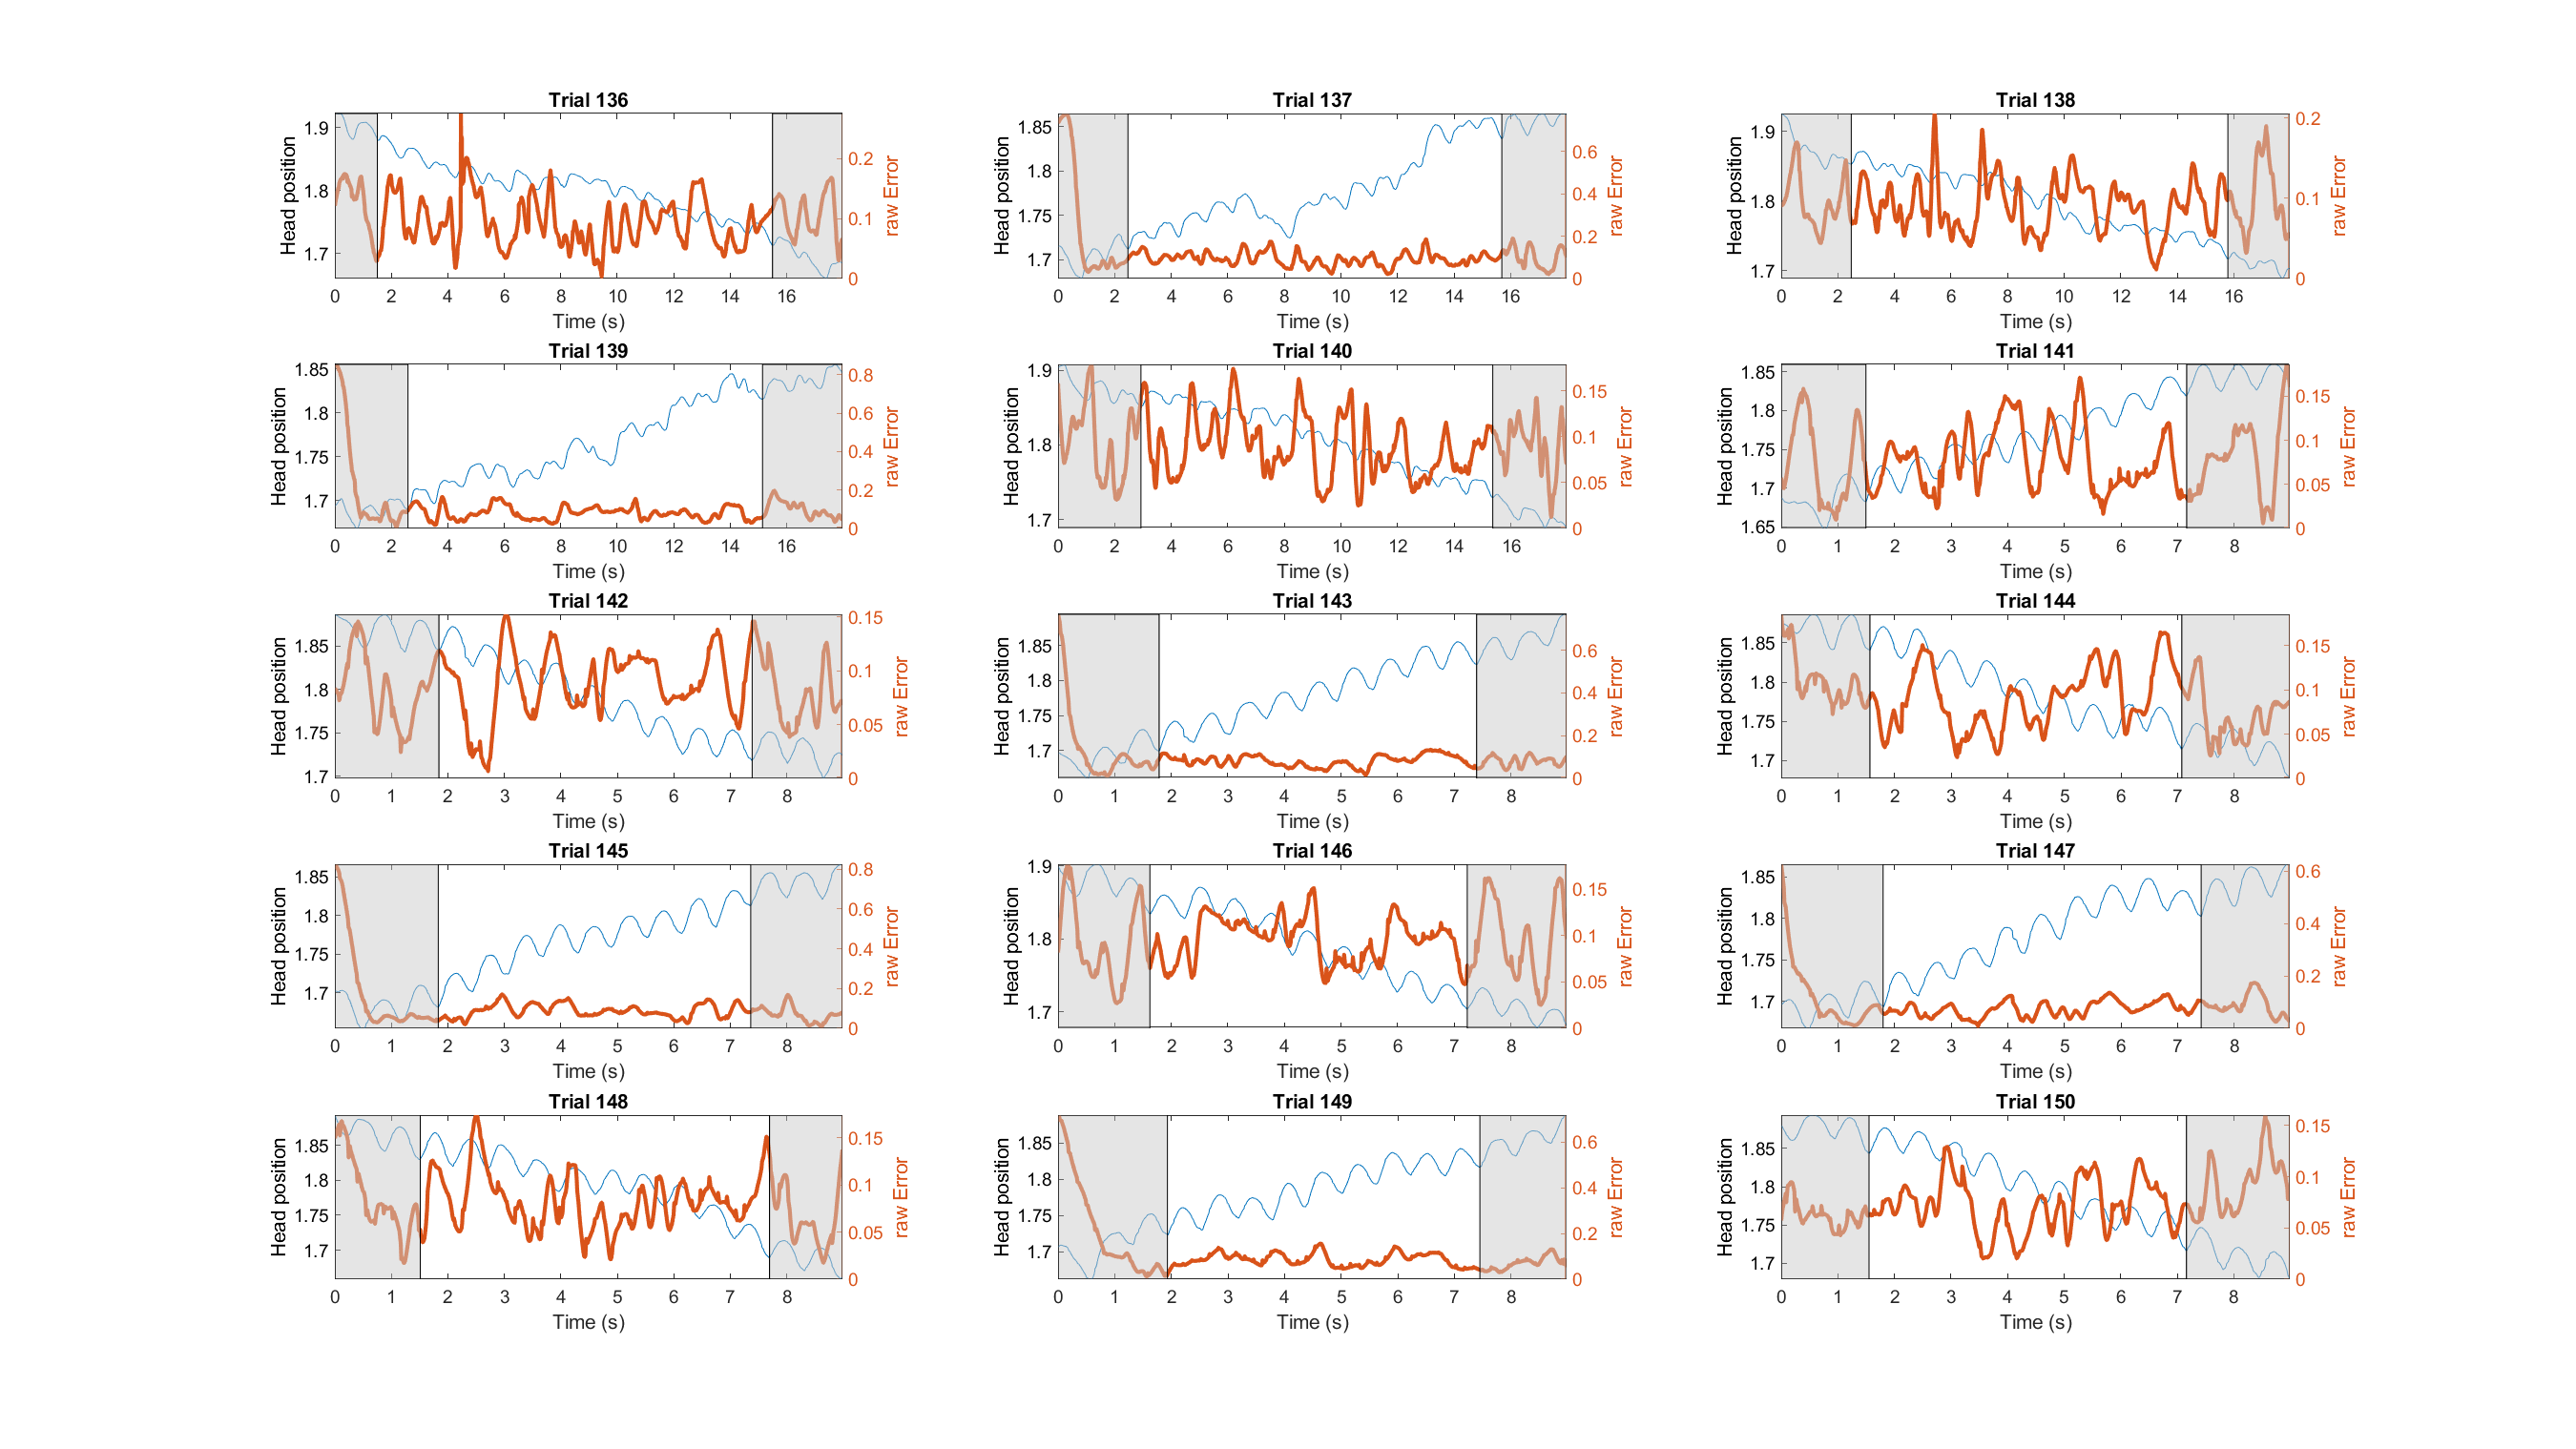 Trial 136
Head position
1.9
1.8
1.7
0.2
0.1
0
raw Error
0 2 4 6 8 10 12 14 16
Time (s)
Trial 137
Head position
1.85
1.8
1.75
1.7
0.6
0.4
0.2
0
raw Error
0 2 4 6 8 10 12 14 16
Time (s)
Trial 138
Head position
1.9
1.8
1.7
0.2
0.1
0
raw Error
0 2 4 6 8 10 12 14 16
Time (s)
Trial 139
Head position
1.85
1.8
1.75
1.7
0.8
0.6
0.4
0.2
0
raw Error
0 2 4 6 8 10 12 14 16
Time (s)
Trial 140
Head position
1.9
1.8
1.7
0.15
0.1
0.05
0
raw Error
0 2 4 6 8 10 12 14 16
Time (s)
Trial 141
Head position
1.85
1.8
1.75
1.7
1.65
0.15
0.1
0.05
0
raw Error
0 1 2 3 4 5 6 7 8
Time (s)
Trial 142
Head position
1.85
1.8
1.75
1.7
0.15
0.1
0.05
0
raw Error
0 1 2 3 4 5 6 7 8
Time (s)
Trial 143
Head position
1.85
1.8
1.75
1.7
0.6
0.4
0.2
0
raw Error
0 1 2 3 4 5 6 7 8
Time (s)
Trial 144
Head position
1.85
1.8
1.75
1.7
0.15
0.1
0.05
0
raw Error
0 1 2 3 4 5 6 7 8
Time (s)
Trial 145
Head position
1.85
1.8
1.75
1.7
0.8
0.6
0.4
0.2
0
raw Error
0 1 2 3 4 5 6 7 8
Time (s)
Trial 146
Head position
1.9
1.8
1.7
0.15
0.1
0.05
0
raw Error
0 1 2 3 4 5 6 7 8
Time (s)
Trial 147
Head position
1.85
1.8
1.75
1.7
0.6
0.4
0.2
0
raw Error
0 1 2 3 4 5 6 7 8
Time (s)
Trial 148
Head position
1.85
1.8
1.75
1.7
0.15
0.1
0.05
0
raw Error
0 1 2 3 4 5 6 7 8
Time (s)
Trial 149
Head position
1.85
1.8
1.75
1.7
0.6
0.4
0.2
0
raw Error
0 1 2 3 4 5 6 7 8
Time (s)
Trial 150
Head position
1.85
1.8
1.75
1.7
0.15
0.1
0.05
0
raw Error
0 1 2 3 4 5 6 7 8
Time (s)